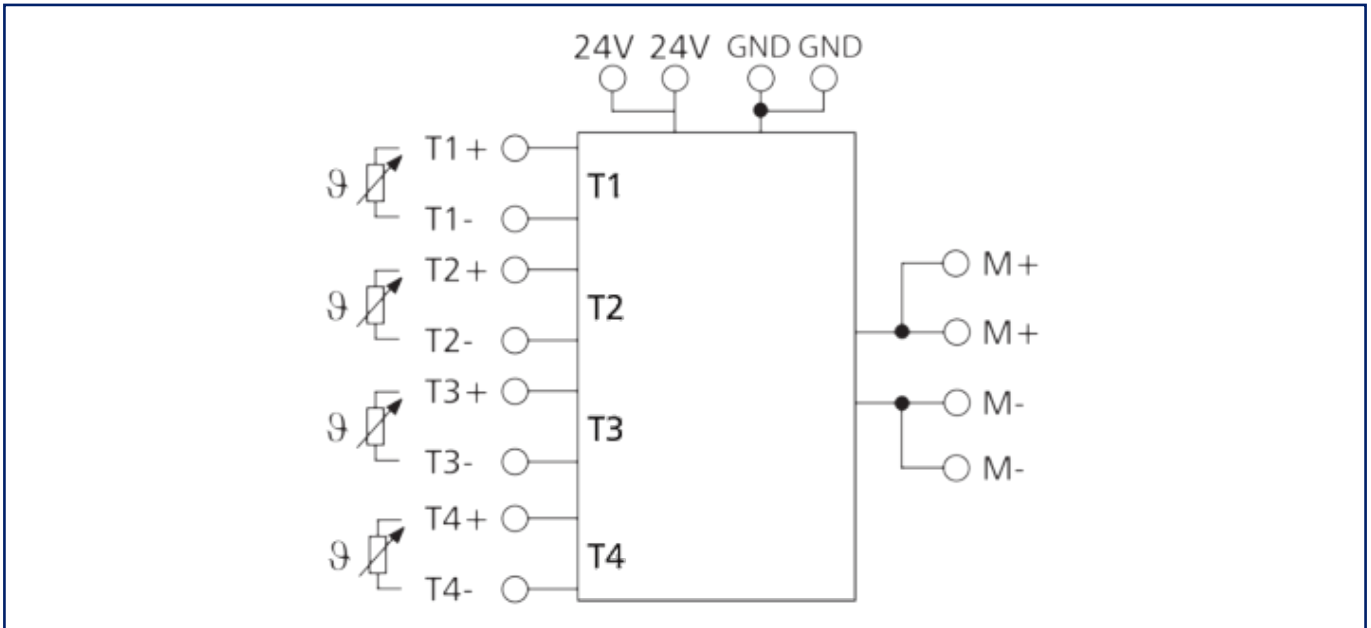 24V 24V GND GND
T1+
T1
ϑ
T1-
T2+
T2
ϑ
T2-
T3+
T3
ϑ
T3-
T4+
T4
ϑ
T4-
M+
M+
M-
M-